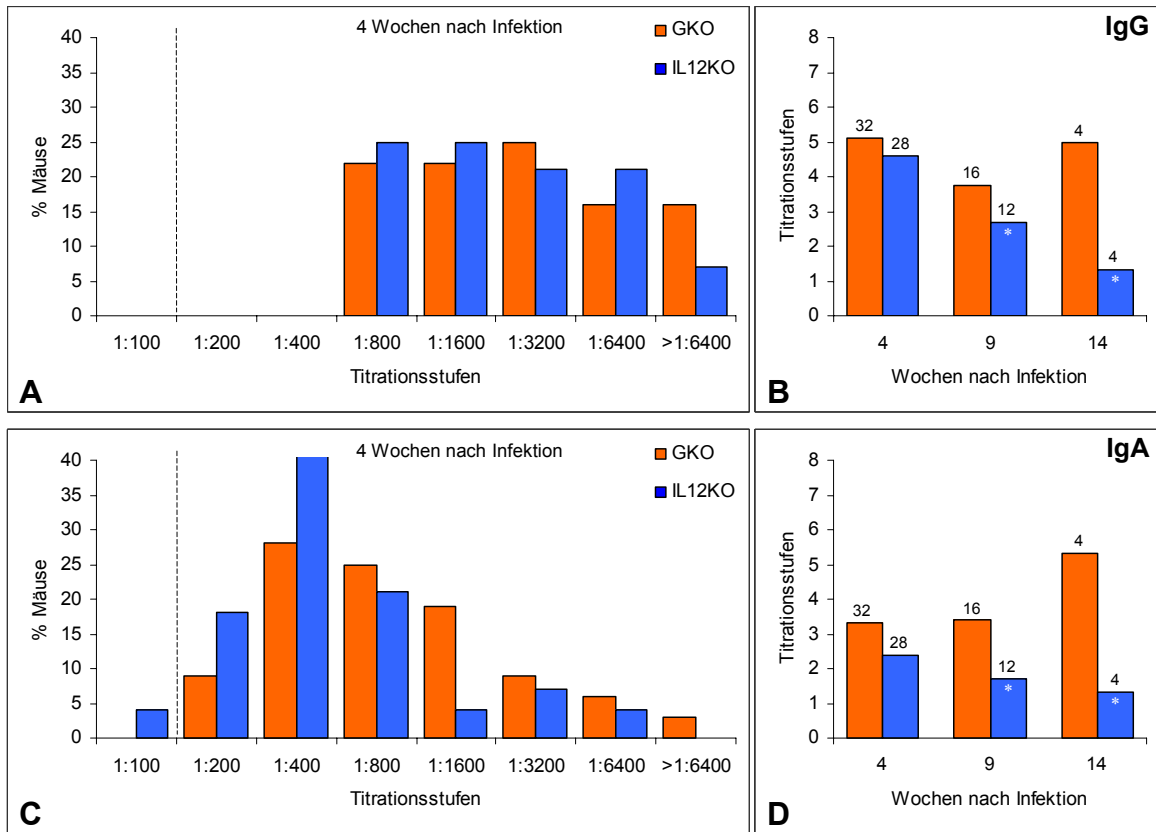 4 Wochen nach Infektion
GKO
IL12KO
% Mäuse
40
35
30
25
20
15
10
5
0
1:100 1:200 1:400 1:800 1:1600 1:3200 1:6400 >1:6400
Titrationsstufen
A
IgG
Titrationsstufen
8
7
6
5
4
3
2
1
0
32 28 16 12 4 4
* *
4 9 14
Wochen nach Infektion
B
4 Wochen nach Infektion
GKO
IL12KO
% Mäuse
40
35
30
25
20
15
10
5
0
1:100 1:200 1:400 1:800 1:1600 1:3200 1:6400 >1:6400
Titrationsstufen
C
IgA
Titrationsstufen
8
7
6
5
4
3
2
1
0
32 28 16 12 4 4
* *
4 9 14
Wochen nach Infektion
D